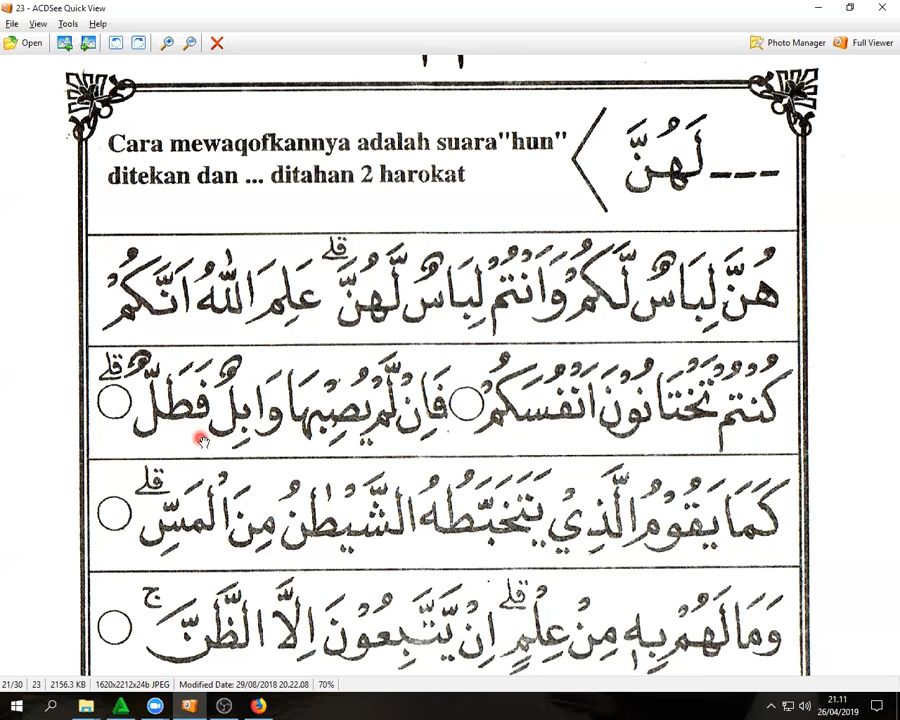 23 - ACDSee Quick View
File View Tools Help
Open Photo Manager Full Viewer
Cara mewaqofkannya adalah suara"hun"
ditekan dan ... ditahan 2 harokat
---لَهُنَّ
هُنَّ لِبَاسٌ لَّكُمْ وَاَنْتُمْ لِبَاسٌ لَّهُنَّ ۗ عَلِمَ اللّٰهُ اَنَّكُمْ
كُنْتُمْ تَخْتَانُوْنَ اَنْفُسَكُمْ ○ فَاِنْ لَّمْ يُصِبْهَا وَابِلٌ فَطَلٌّ ۗ ○
كَمَا يَقُوْمُ الَّذِيْ يَتَخَبَّطُهُ الشَّيْطٰنُ مِنَ الْمَسِّ ۗ ○
وَمَا لَهُمْ بِهٖ مِنْ عِلْمٍ ۗ اِنْ يَّتَّبِعُوْنَ اِلَّا الظَّنَّ ۚ ○
21/30 23 2156.3 KB 1620x2212x24b JPEG Modified Date: 29/08/2018 20.22.08 70%
21.11
26/04/2019